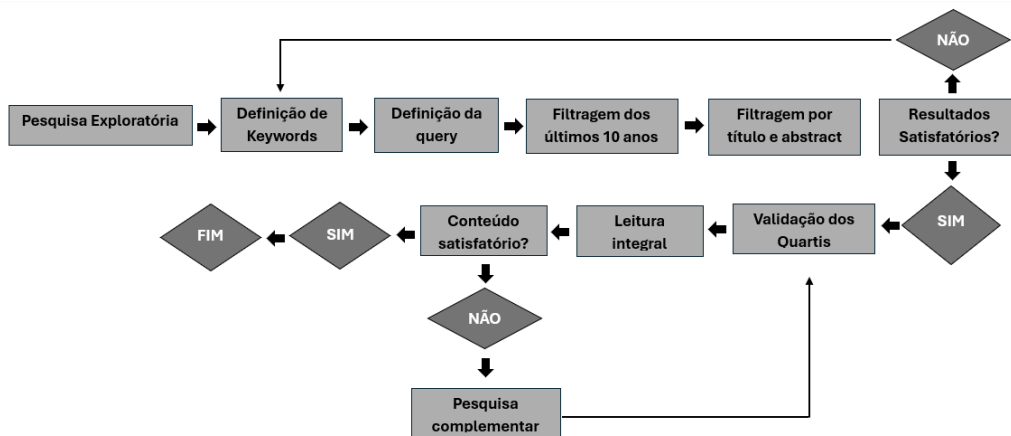 NÃO
Pesquisa Exploratória
Definição de
Keywords
Definição da
query
Filtragem dos
últimos 10 anos
Filtragem por
título e abstract
Resultados
Satisfatórios?
SIM
Validação dos
Quartis
Leitura
integral
Conteúdo
satisfatório?
SIM
FIM
NÃO
Pesquisa
complementar